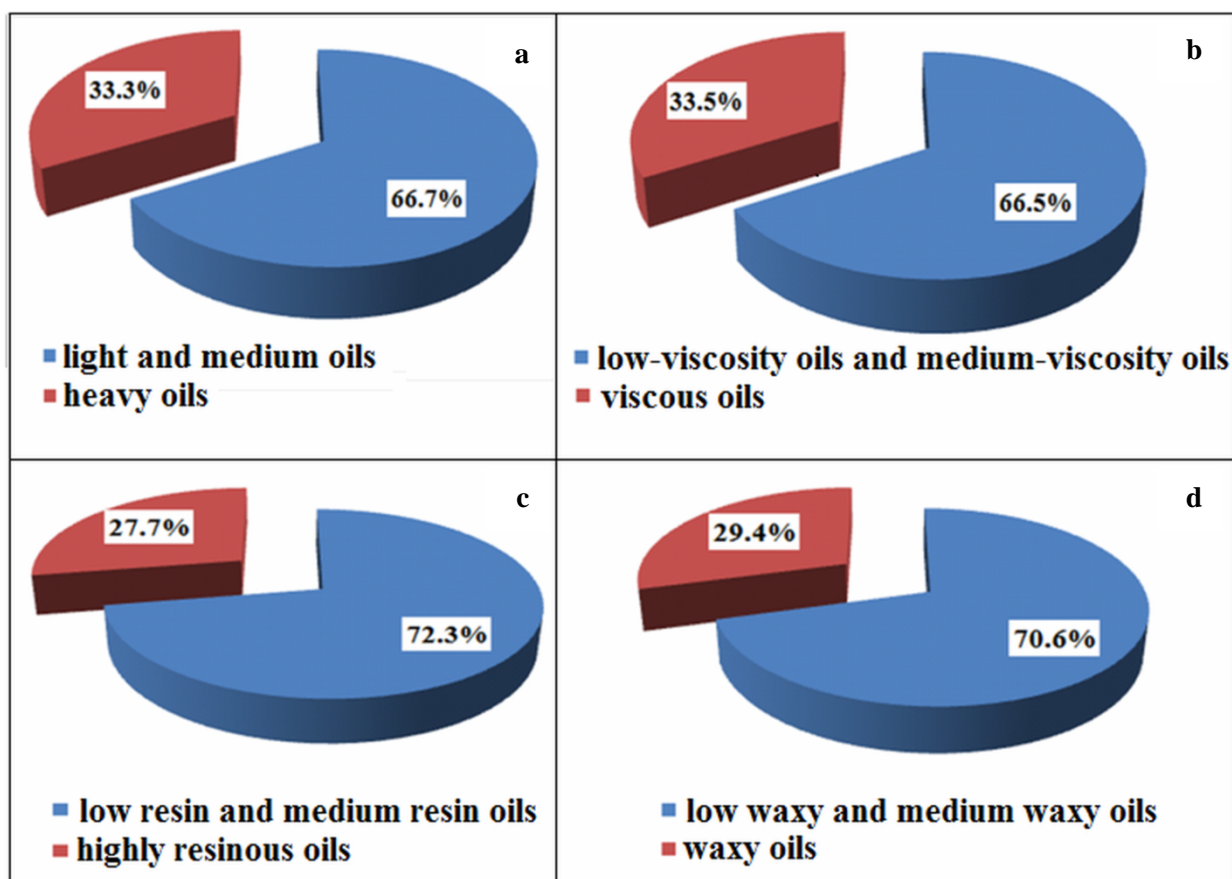 a
33.3%
66.7%
light and medium oils
heavy oils
b
33.5%
66.5%
low-viscosity oils and medium-viscosity oils
viscous oils
c
27.7%
72.3%
low resin and medium resin oils
highly resinous oils
d
29.4%
70.6%
low waxy and medium waxy oils
waxy oils